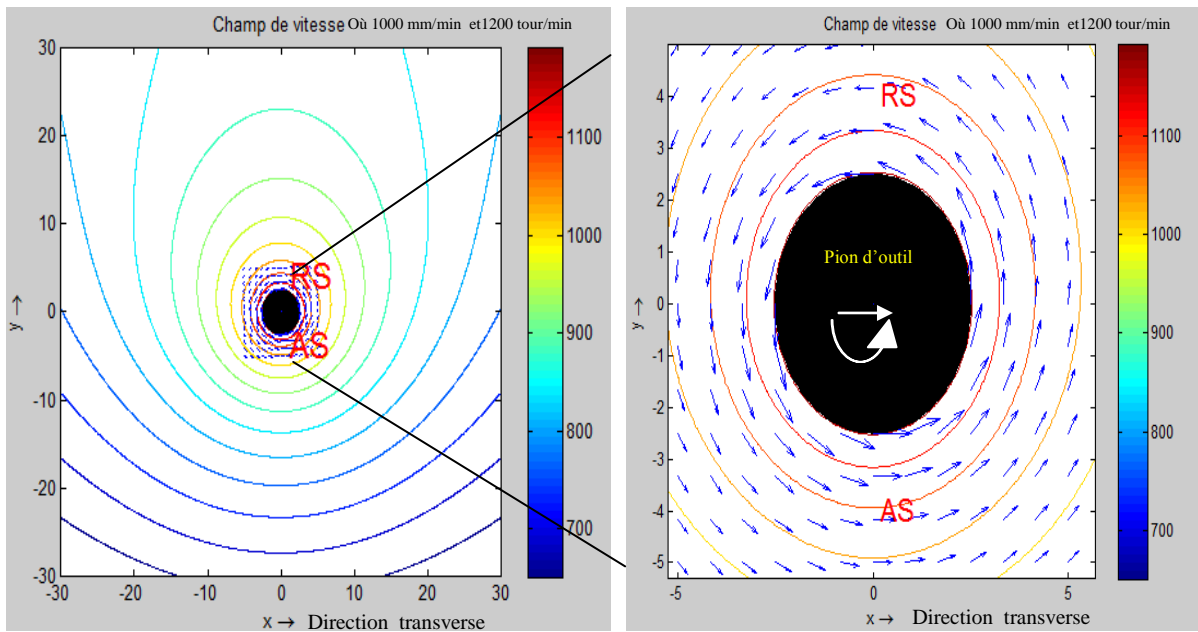 Champ de vitesse Où 1000 mm/min et1200 tour/min
30
20
10
0
-10
-20
-30
-30 -20 -10 0 10 20 30
y →
x → Direction transverse
RS
AS
1100
1000
900
800
700
Champ de vitesse Où 1000 mm/min et1200 tour/min
4
3
2
1
0
-1
-2
-3
-4
-5
-5 0 5
y →
x → Direction transverse
RS
Pion d'outil
AS
1100
1000
900
800
700